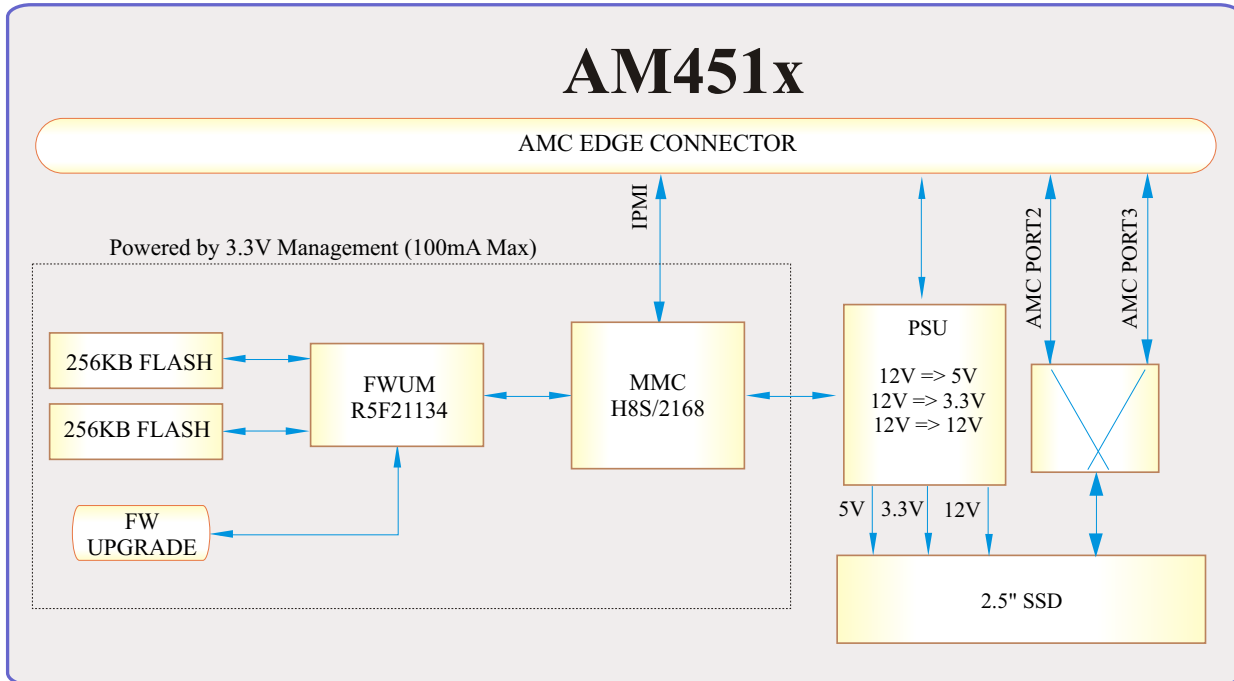 AM451x
AMC EDGE CONNECTOR
IPMI
AMC PORT2
AMC PORT3
Powered by 3.3V Management (100mA Max)
256KB FLASH
256KB FLASH
FWUM
R5F21134
MMC
H8S/2168
PSU
12V => 5V
12V => 3.3V
12V => 12V
FW
UPGRADE
5V
3.3V
12V
2.5" SSD